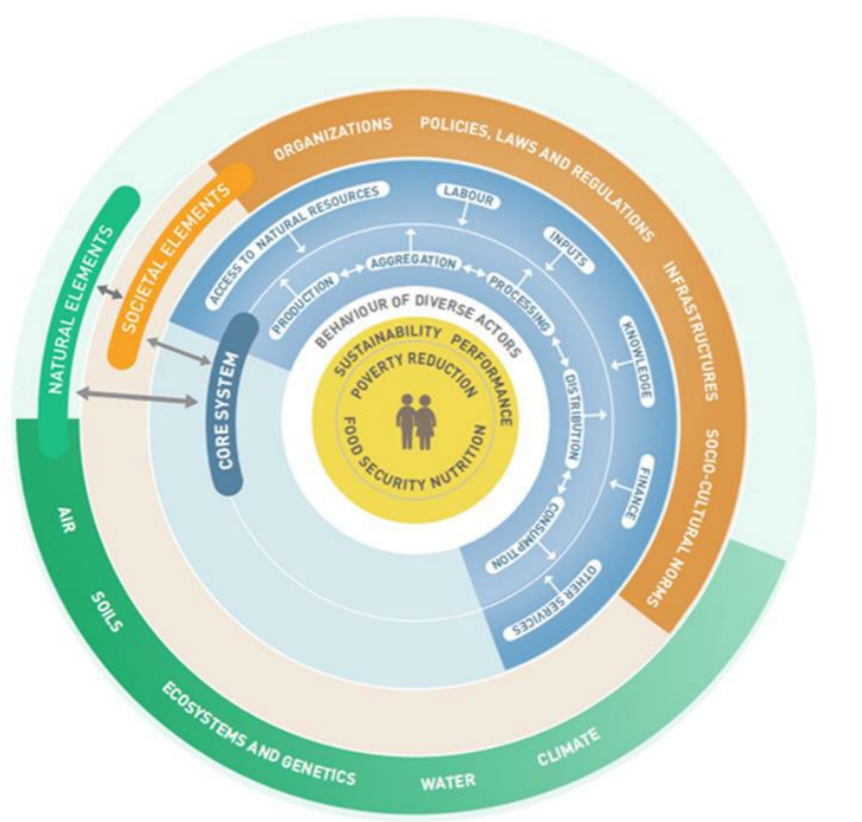 NATURAL ELEMENTS
SOCIETAL ELEMENTS
CORE SYSTEM
ORGANIZATIONS
POLICIES, LAWS AND REGULATIONS
INFRASTRUCTURES
SOCIO-CULTURAL NORMS
ACCESS TO NATURAL RESOURCES
LABOUR
INPUTS
KNOWLEDGE
FINANCE
OTHER SERVICES
PRODUCTION
AGGREGATION
PROCESSING
DISTRIBUTION
CONSUMPTION
BEHAVIOUR OF DIVERSE ACTORS
SUSTAINABILITY PERFORMANCE
POVERTY REDUCTION
FOOD SECURITY NUTRITION
AIR
SOILS
ECOSYSTEMS AND GENETICS
WATER
CLIMATE